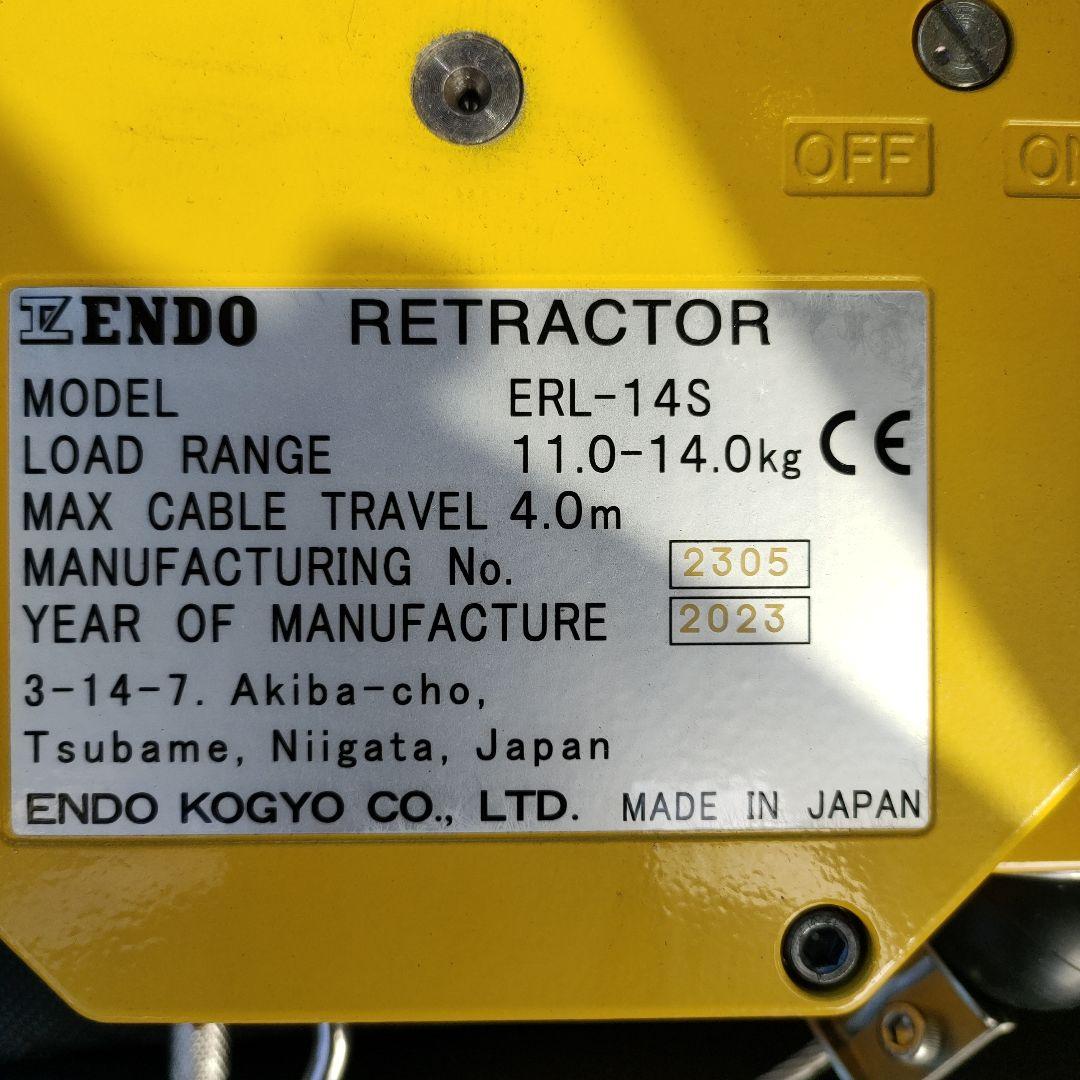 OFF
ON
ENDO RETRACTOR
MODEL ERL-14S
LOAD RANGE 11.0-14.0kg CE
MAX CABLE TRAVEL 4.0m
MANUFACTURING No. 2305
YEAR OF MANUFACTURE 2023
3-14-7. Akiba-cho,
Tsubame, Niigata, Japan
ENDO KOGYO CO., LTD. MADE IN JAPAN